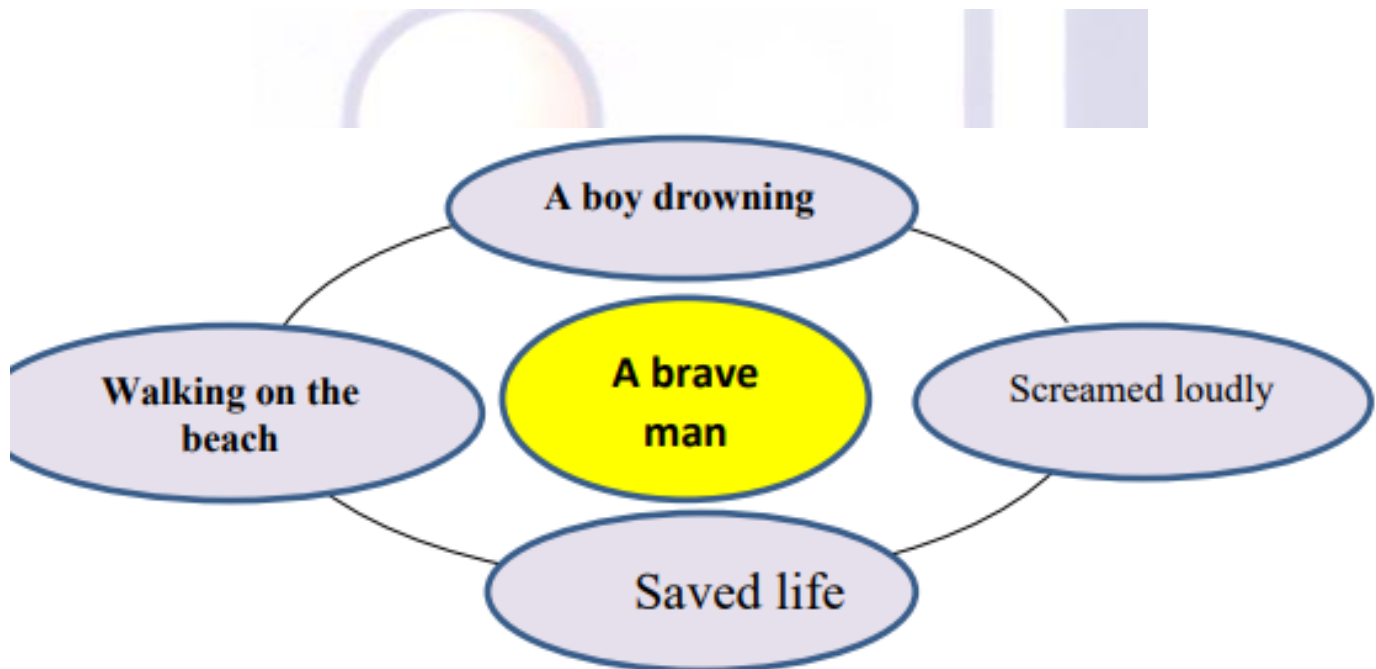 A boy drowning
Walking on the
beach
A brave
man
Screamed loudly
Saved life